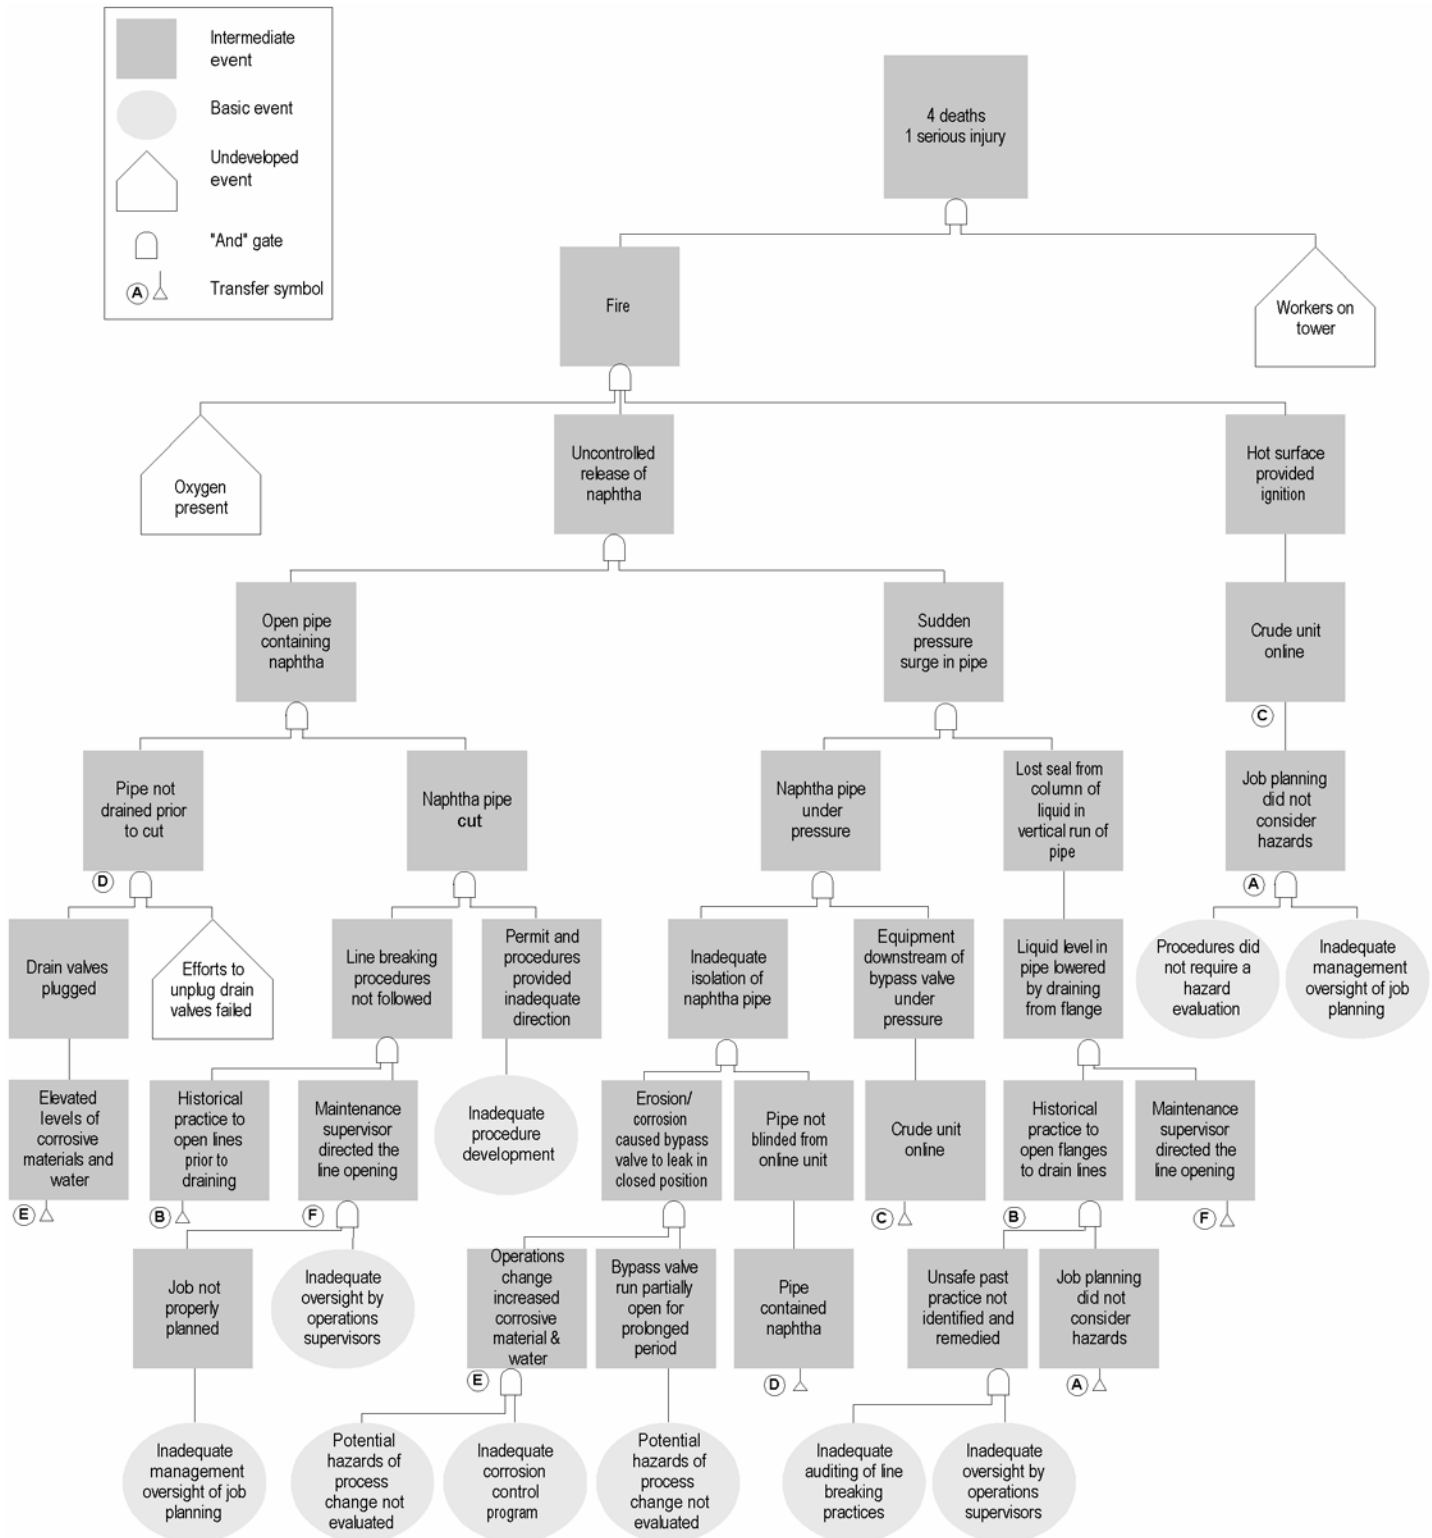 Intermediate
event
Basic event
Undeveloped
event
"And" gate
A
Transfer symbol
4 deaths
1 serious injury
Fire
Workers on
tower
Oxygen
present
Uncontrolled
release of
naphtha
Hot surface
provided
ignition
Open pipe
containing
naphtha
Sudden
pressure
surge in pipe
Crude unit
online
C
Pipe not
drained prior
to cut
D
Naphtha pipe
cut
Naphtha pipe
under
pressure
Lost seal from
column of
liquid in
vertical run of
pipe
Job planning
did not
consider
hazards
A
Drain valves
plugged
Efforts to
unplug drain
valves failed
Line breaking
procedures
not followed
Permit and
procedures
provided
inadequate
direction
Inadequate
isolation of
naphtha pipe
Equipment
downstream of
bypass valve
under
pressure
Liquid level in
pipe lowered
by draining
from flange
Procedures did
not require a
hazard
evaluation
Inadequate
management
oversight of job
planning
Elevated
levels of
corrosive
materials and
water
E
Historical
practice to
open lines
prior to
draining
B
Maintenance
supervisor
directed the
line opening
F
Inadequate
procedure
development
Erosion/
corrosion
caused bypass
valve to leak in
closed position
Pipe not
blinded from
online unit
Crude unit
online
C
Historical
practice to
open flanges
to drain lines
B
Maintenance
supervisor
directed the
line opening
F
Job not
properly
planned
Inadequate
oversight by
operations
supervisors
Operations
change
increased
corrosive
material &
water
E
Bypass valve
run partially
open for
prolonged
period
Pipe
contained
naphtha
D
Unsafe past
practice not
identified and
remedied
Job planning
did not
consider
hazards
A
Inadequate
management
oversight of job
planning
Potential
hazards of
process
change not
evaluated
Inadequate
corrosion
control
program
Potential
hazards of
process
change not
evaluated
Inadequate
auditing of line
breaking
practices
Inadequate
oversight by
operations
supervisors